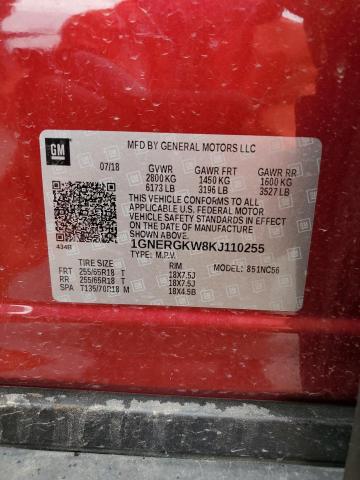 GM
MFD BY GENERAL MOTORS LLC
07/18 GVWR GAWR FRT GAWR RR
2800 KG 1450 KG 1600 KG
6173 LB 3196 LB 3527 LB
THIS VEHICLE CONFORMS TO ALL
APPLICABLE U.S. FEDERAL MOTOR
VEHICLE SAFETY STANDARDS IN EFFECT
ON THE DATE OF MANUFACTURE
SHOWN ABOVE.
434R 1GNERGKW8KJ110255
TYPE: M.P.V.
TIRE SIZE RIM MODEL: 851NC56
FRT 255/65R18 T 18X7.5J
RR 255/65R18 T 18X7.5J
SPA T135/70R18 M 18X4.5B